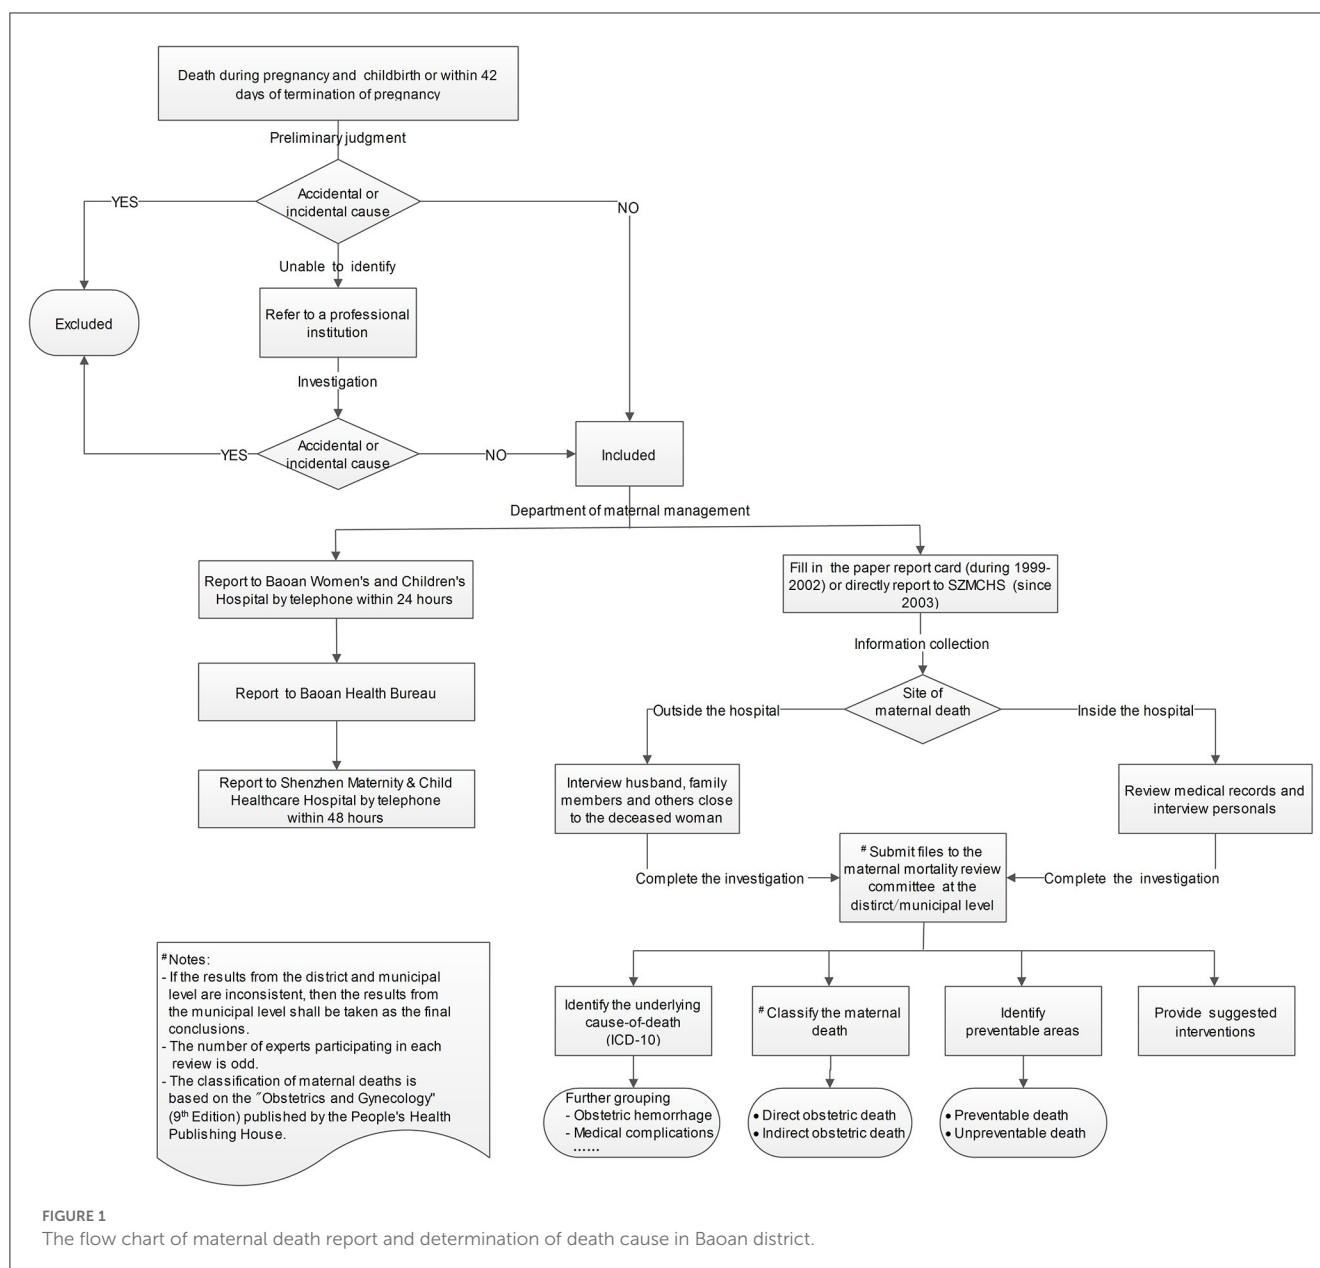 Death during pregnancy and childbirth or within 42
days of termination of pregnancy
Preliminary judgment
Accidental or
incidental cause
YES
NO
Unable to identify
Refer to a professional
institution
Excluded
Investigation
Accidental or
incidental cause
YES
NO
Included
Department of maternal management
Report to Baoan Women's and Children's
Hospital by telephone within 24 hours
Report to Baoan Health Bureau
Report to Shenzhen Maternity & Child
Healthcare Hospital by telephone
within 48 hours
Fill in the paper report card (during 1999-
2002) or directly report to SZMCHS (since
2003)
Information collection
Site of
maternal death
Outside the hospital
Inside the hospital
Interview husband, family
members and others close
to the deceased woman
Review medical records and
interview personals
Complete the investigation
# Submit files to the
maternal mortality review
committee at the
distirct/municipal level
Complete the investigation
Identify the underlying
cause-of-death
(ICD-10)
# Classify the maternal
death
Identify
preventable areas
Provide suggested
interventions
Further grouping
- Obstetric hemorrhage
- Medical complications
......
• Direct obstetric death
• Indirect obstetric death
• Preventable death
• Unpreventable death
# Notes:
- If the results from the district and municipal
level are inconsistent, then the results from
the municipal level shall be taken as the final
conclusions.
- The number of experts participating in each
review is odd.
- The classification of maternal deaths is
based on the "Obstetrics and Gynecology"
(9th Edition) published by the People's Health
Publishing House.
FIGURE 1
The flow chart of maternal death report and determination of death cause in Baoan district.